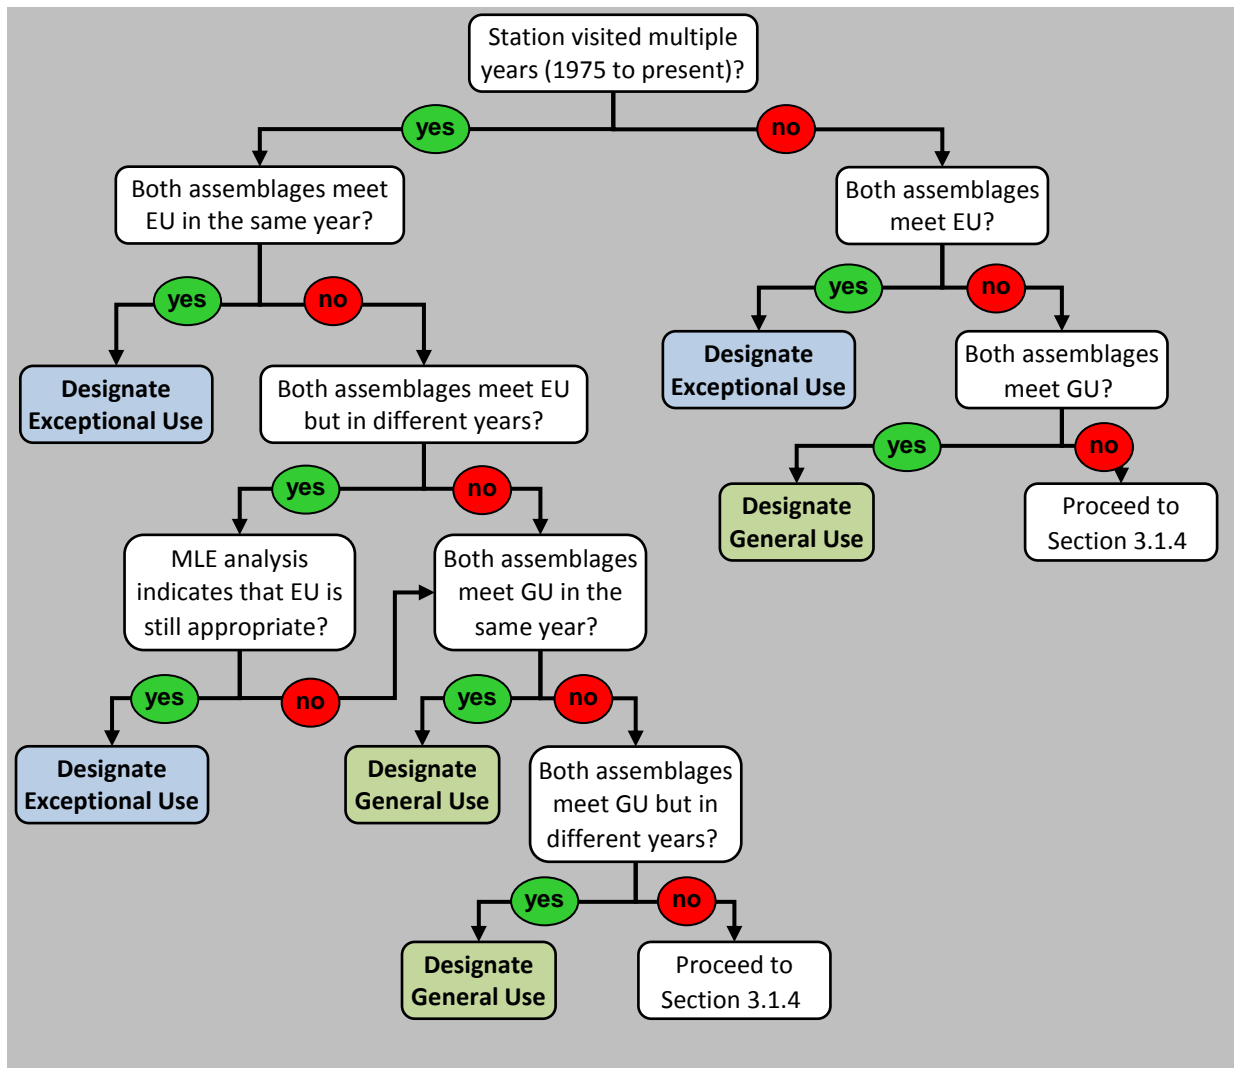 Station visited multiple
years (1975 to present)?
yes
no
Both assemblages meet
EU in the same year?
Both assemblages
meet EU?
yes
no
yes
no
Designate
Exceptional Use
Both assemblages meet EU
but in different years?
Designate
Exceptional Use
Both assemblages
meet GU?
yes
no
yes
no
MLE analysis
indicates that EU is
still appropriate?
Both assemblages
meet GU in the
same year?
Designate
General Use
Proceed to
Section 3.1.4
yes
no
yes
no
Designate
Exceptional Use
Designate
General Use
Both assemblages
meet GU but in
different years?
yes
no
Designate
General Use
Proceed to
Section 3.1.4